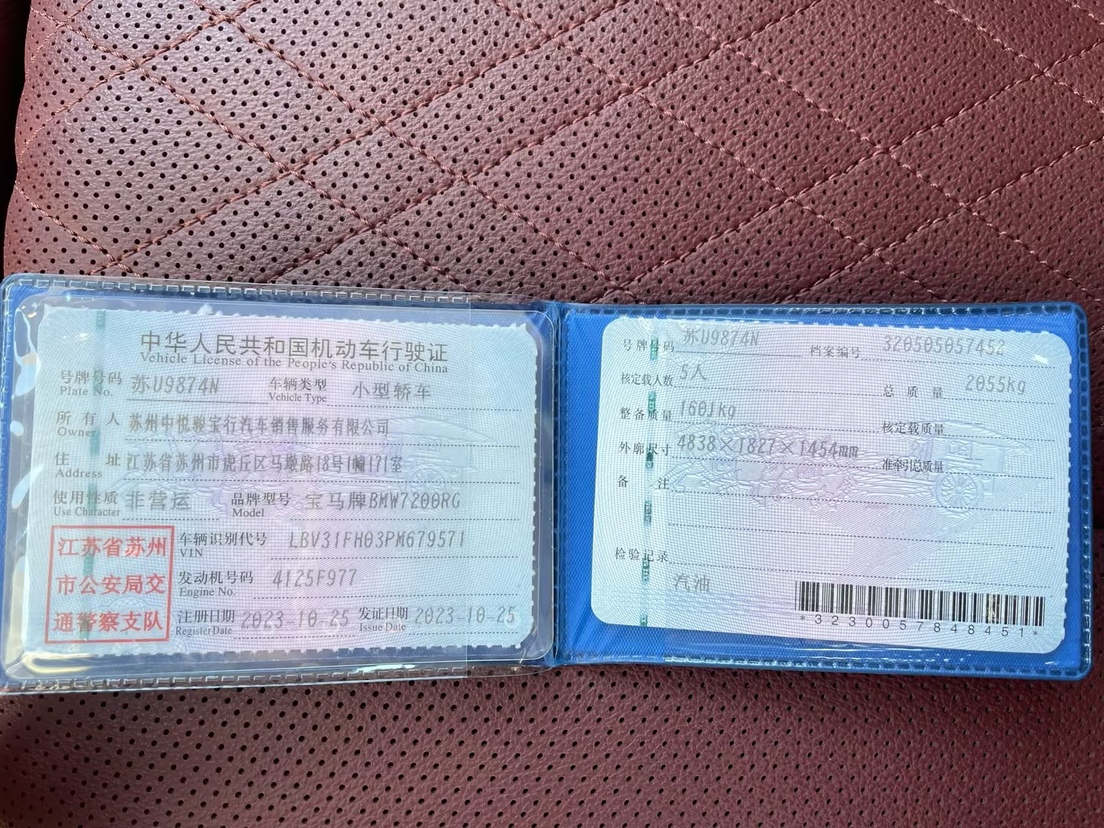 中华人民共和国机动车行驶证
Vehicle License of the People's Republic of China
号牌号码 苏U9874N 车辆类型 小型轿车
Plate No. Vehicle Type
所有人 苏州中悦骏宝行汽车销售服务有限公司
Owner
住址 江苏省苏州市虎丘区马墩路18号1幢171室
Address
使用性质 非营运 品牌型号 宝马牌BMW7200RG
Use Character Model
江苏省苏州
市公安局交
通警察支队
车辆识别代号 LBV31FH03PM679571
VIN
发动机号码 4125F977
Engine No.
注册日期 2023-10-25 发证日期 2023-10-25
Register Date Issue Date
号牌号码 苏U9874N 档案编号 320505057452
核定载人数 5人 总质量 2055kg
整备质量 1601kg 核定载质量
外廓尺寸 4838×1827×1454mm 准牵引总质量
备注
检验记录
汽油
*3230057848451*